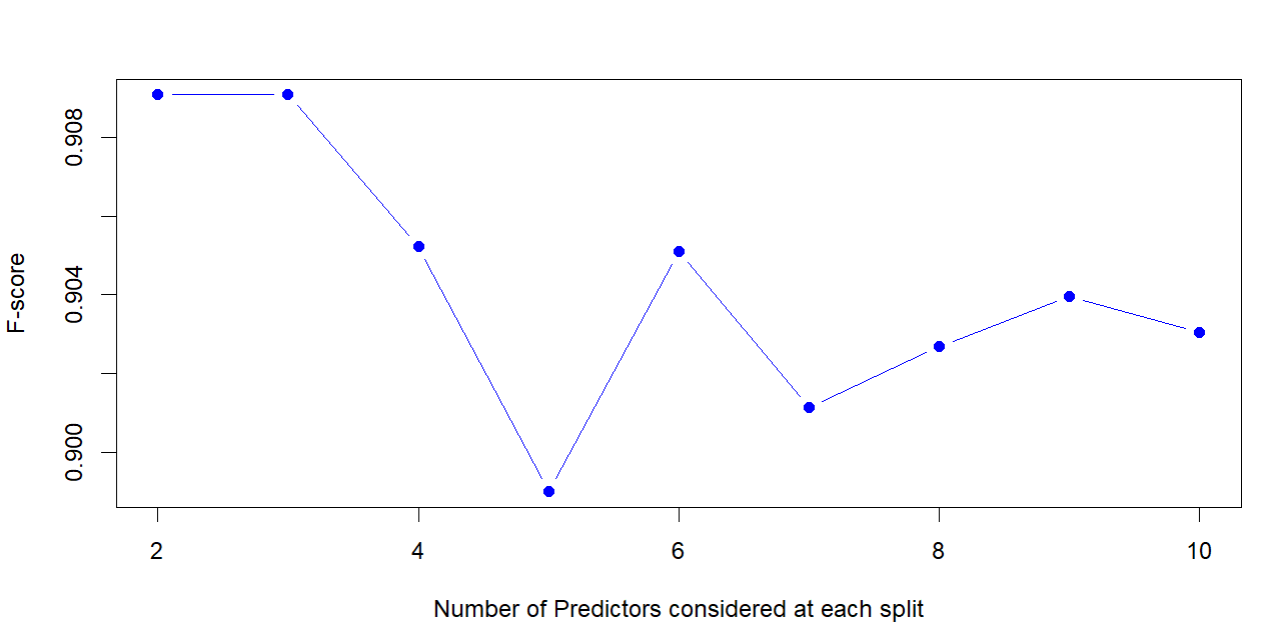 F-score
0.908
0.904
0.900
2 4 6 8 10
Number of Predictors considered at each split